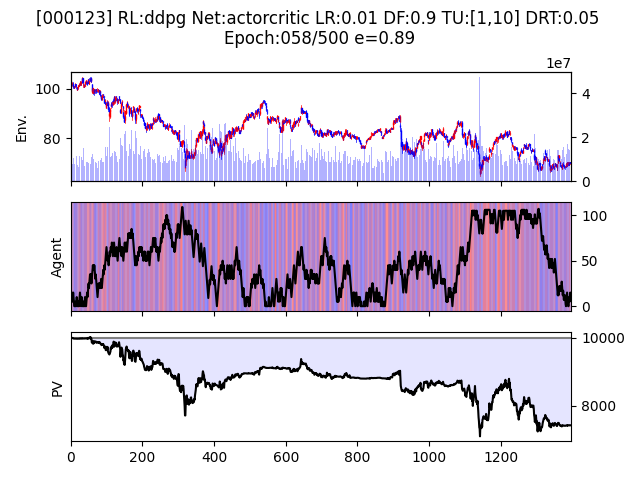 [000123] RL:ddpg Net:actorcritic LR:0.01 DF:0.9 TU:[1,10] DRT:0.05
Epoch:058/500 e=0.89
1e7
100
80
Env.
4
2
0
Agent
100
50
0
PV
10000
8000
0
200
400
600
800
1000
1200